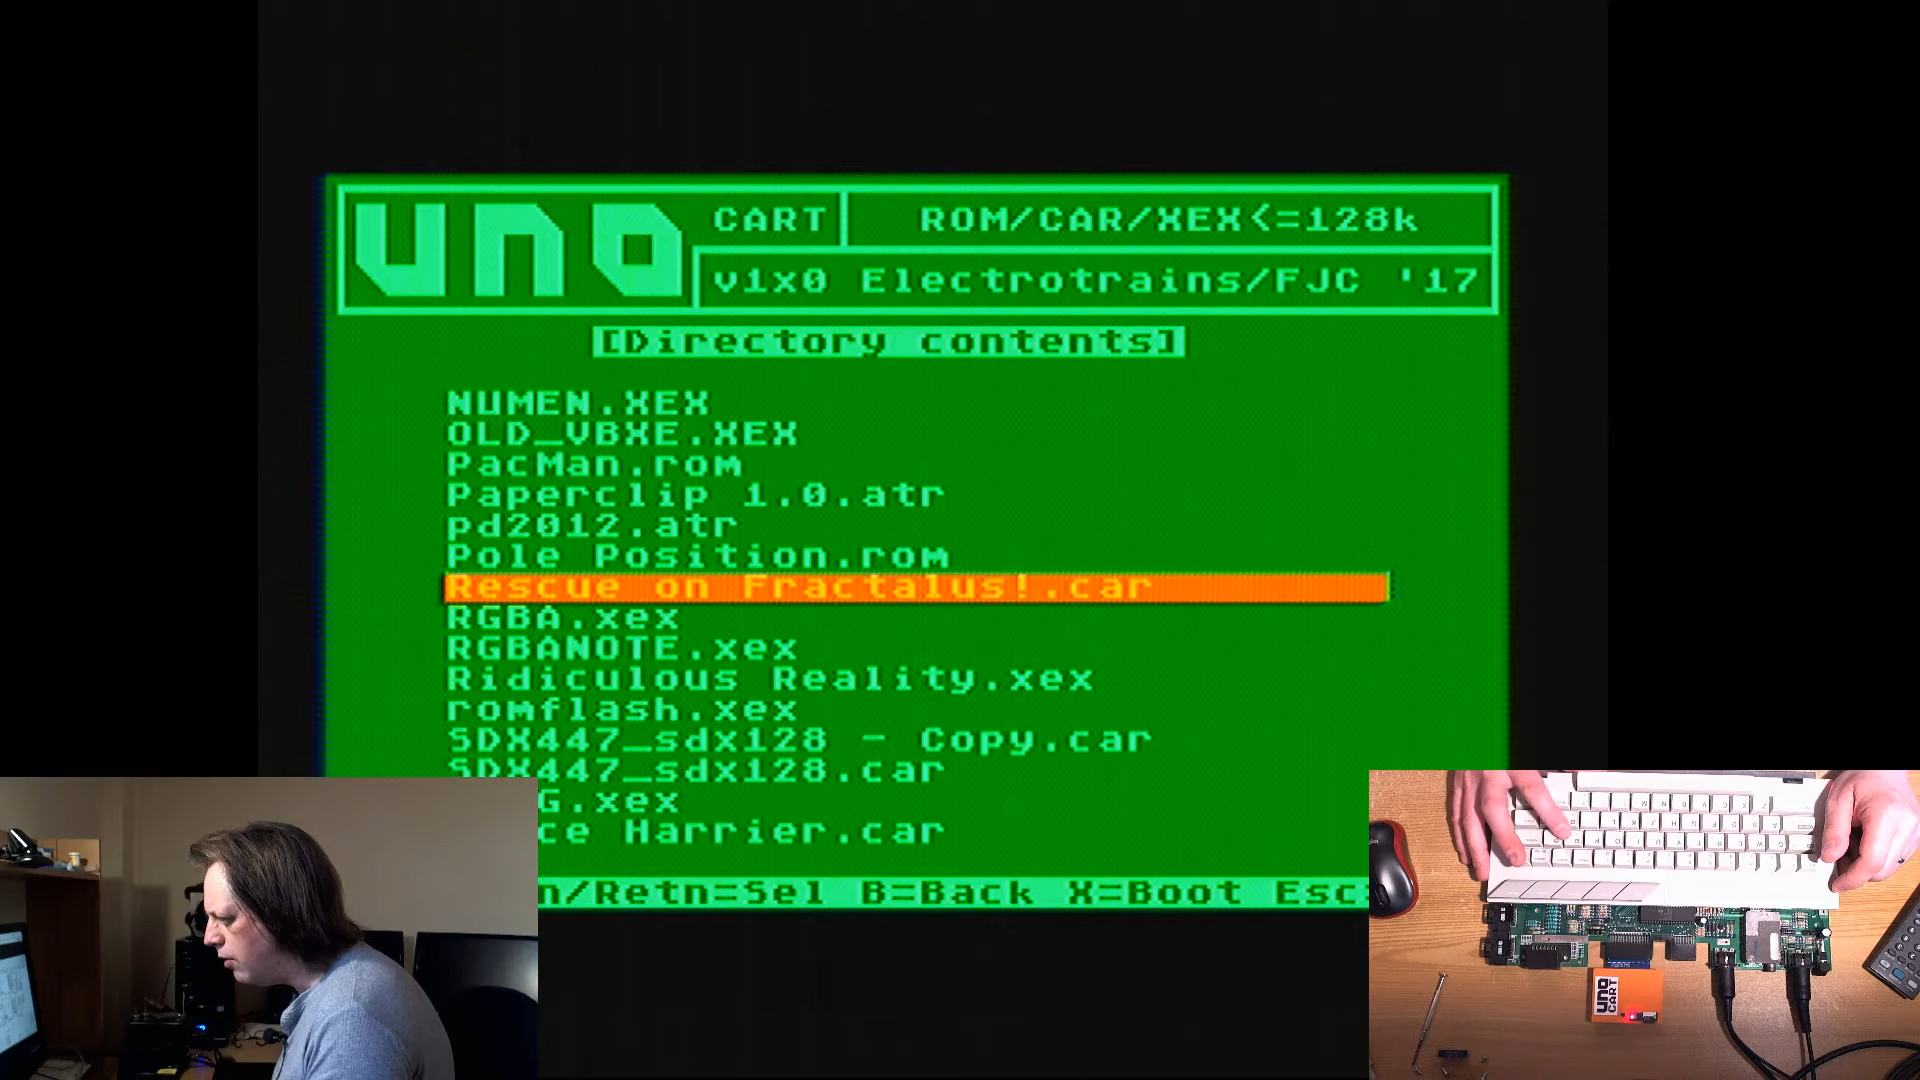 UNO
CART
ROM/CAR/XEX<=128k
v1x0 Electrotrains/FJC '17
[Directory contents]
NUMEN.XEX
OLD_VBXE.XEX
PacMan.rom
Paperclip 1.0.atr
pd2012.atr
Pole Position.rom
Rescue on Fractalus!.car
RGBA.xex
RGBANOTE.xex
Ridiculous Reality.xex
romflash.xex
SDX447_sdx128 - Copy.car
SDX447_sdx128.car
G.xex
ce Harrier.car
n/Retn=Sel B=Back X=Boot Esc
UNO
CART